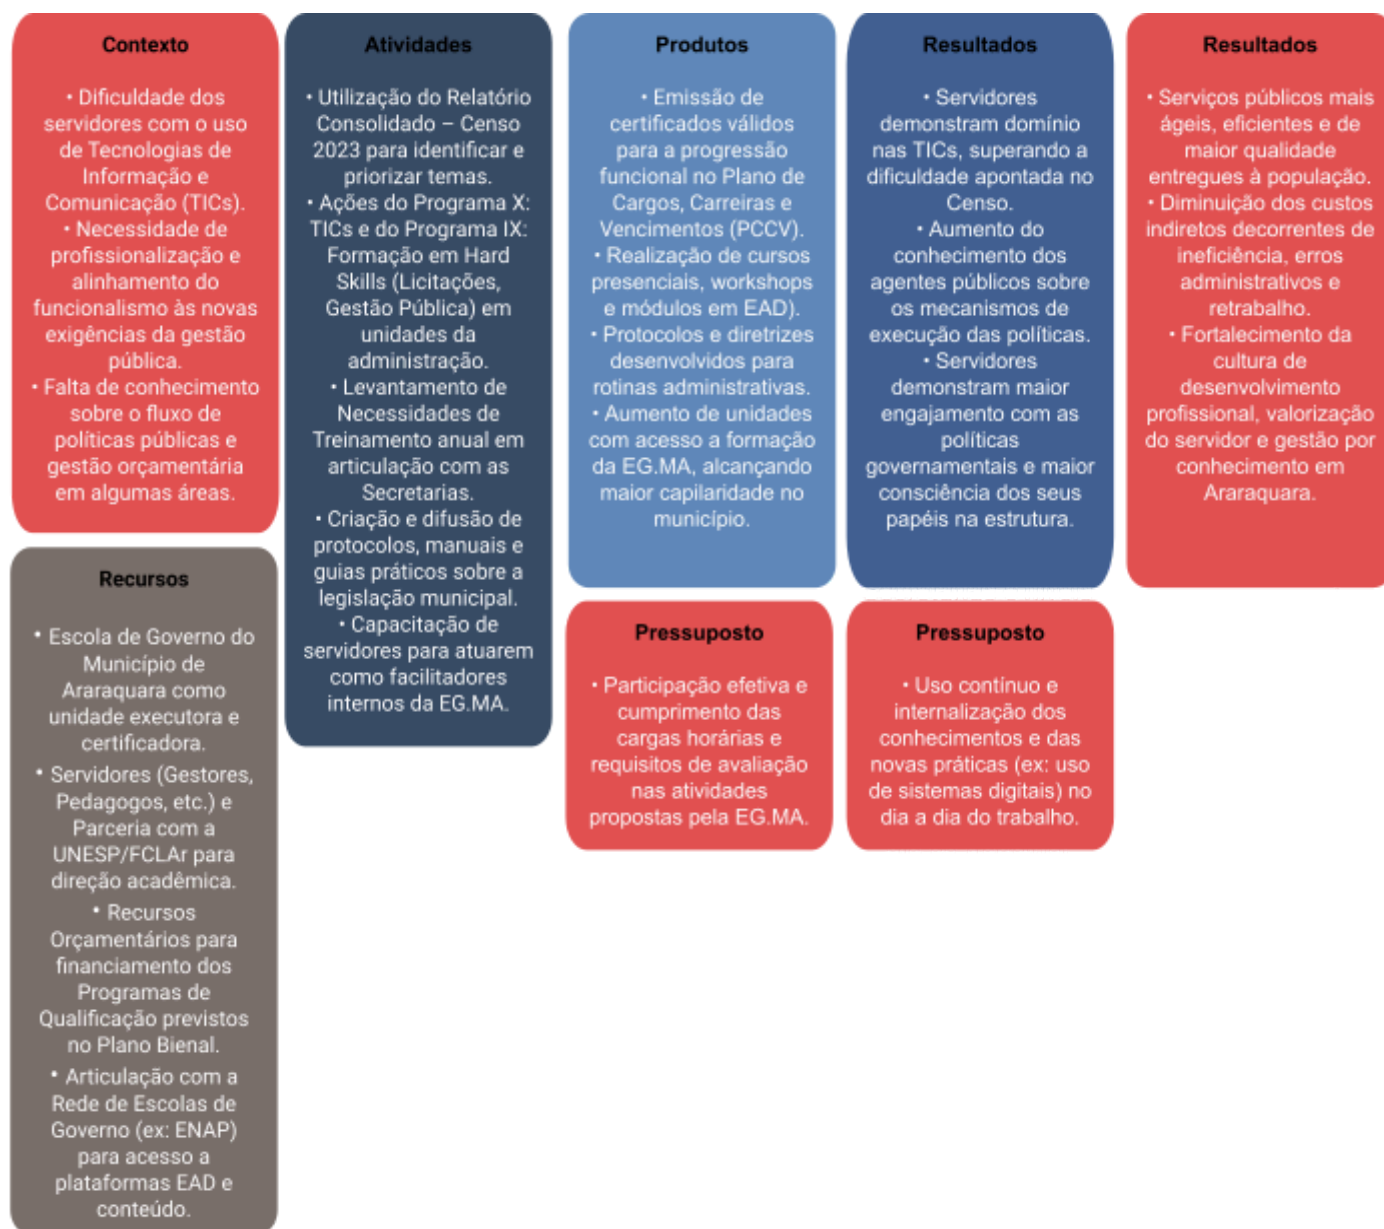 Contexto
• Dificuldade dos
servidores com o uso
de Tecnologias de
Informação e
Comunicação (TICs).
• Necessidade de
profissionalização e
alinhamento do
funcionalismo às novas
exigências da gestão
pública.
• Falta de conhecimento
sobre o fluxo de
políticas públicas e
gestão orçamentária
em algumas áreas.
Recursos
• Escola de Governo do
Município de
Araraquara como
unidade executora e
certificadora.
• Servidores (Gestores,
Pedagogos, etc.) e
Parceria com a
UNESP/FCLAr para
direção acadêmica.
• Recursos
Orçamentários para
financiamento dos
Programas de
Qualificação previstos
no Plano Bienal.
• Articulação com a
Rede de Escolas de
Governo (ex: ENAP)
para acesso a
plataformas EAD e
conteúdo.
Atividades
• Utilização do Relatório
Consolidado – Censo
2023 para identificar e
priorizar temas.
• Ações do Programa X:
TICs e do Programa IX:
Formação em Hard
Skills (Licitações,
Gestão Pública) em
unidades da
administração.
• Levantamento de
Necessidades de
Treinamento anual em
articulação com as
Secretarias.
• Criação e difusão de
protocolos, manuais e
guias práticos sobre a
legislação municipal.
• Capacitação de
servidores para atuarem
como facilitadores
internos da EG.MA.
Produtos
• Emissão de
certificados válidos
para a progressão
funcional no Plano de
Cargos, Carreiras e
Vencimentos (PCCV).
• Realização de cursos
presenciais, workshops
e módulos em EAD).
• Protocolos e diretrizes
desenvolvidos para
rotinas administrativas.
• Aumento de unidades
com acesso a formação
da EG.MA, alcançando
maior capilaridade no
município.
Pressuposto
• Participação efetiva e
cumprimento das
cargas horárias e
requisitos de avaliação
nas atividades
propostas pela EG.MA.
Resultados
• Servidores
demonstram domínio
nas TICs, superando a
dificuldade apontada no
Censo.
• Aumento do
conhecimento dos
agentes públicos sobre
os mecanismos de
execução das políticas.
• Servidores
demonstram maior
engajamento com as
políticas
governamentais e maior
consciência dos seus
papéis na estrutura.
Pressuposto
• Uso contínuo e
internalização dos
conhecimentos e das
novas práticas (ex: uso
de sistemas digitais) no
dia a dia do trabalho.
Resultados
• Serviços públicos mais
ágeis, eficientes e de
maior qualidade
entregues à população.
• Diminuição dos custos
indiretos decorrentes de
ineficiência, erros
administrativos e
retrabalho.
• Fortalecimento da
cultura de
desenvolvimento
profissional, valorização
do servidor e gestão por
conhecimento em
Araraquara.